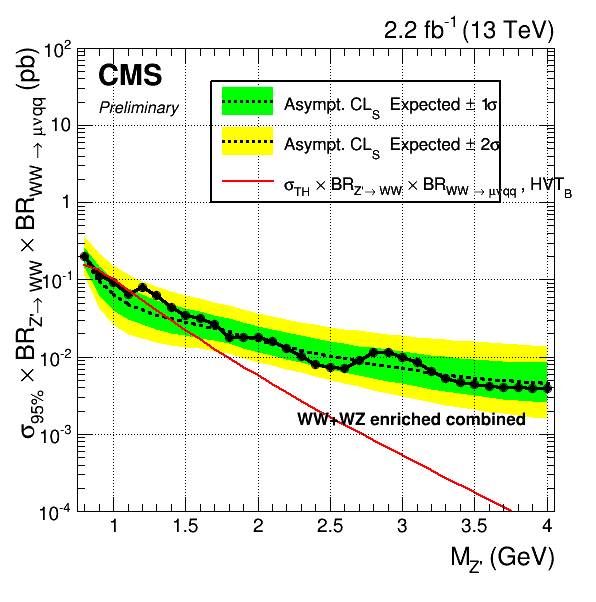 2.2 fb⁻¹ (13 TeV)
σ95% × BRZ'→ WW × BRWW → μνqq (pb)
10²
10
1
10⁻¹
10⁻²
10⁻³
10⁻⁴
CMS
Preliminary
Asympt. CLS Expected ± 1σ
Asympt. CLS Expected ± 2σ
σTH × BRZ'→ WW × BRWW → μνqq , HVTB
WW+WZ enriched combined
1 1.5 2 2.5 3 3.5 4
MZ' (GeV)